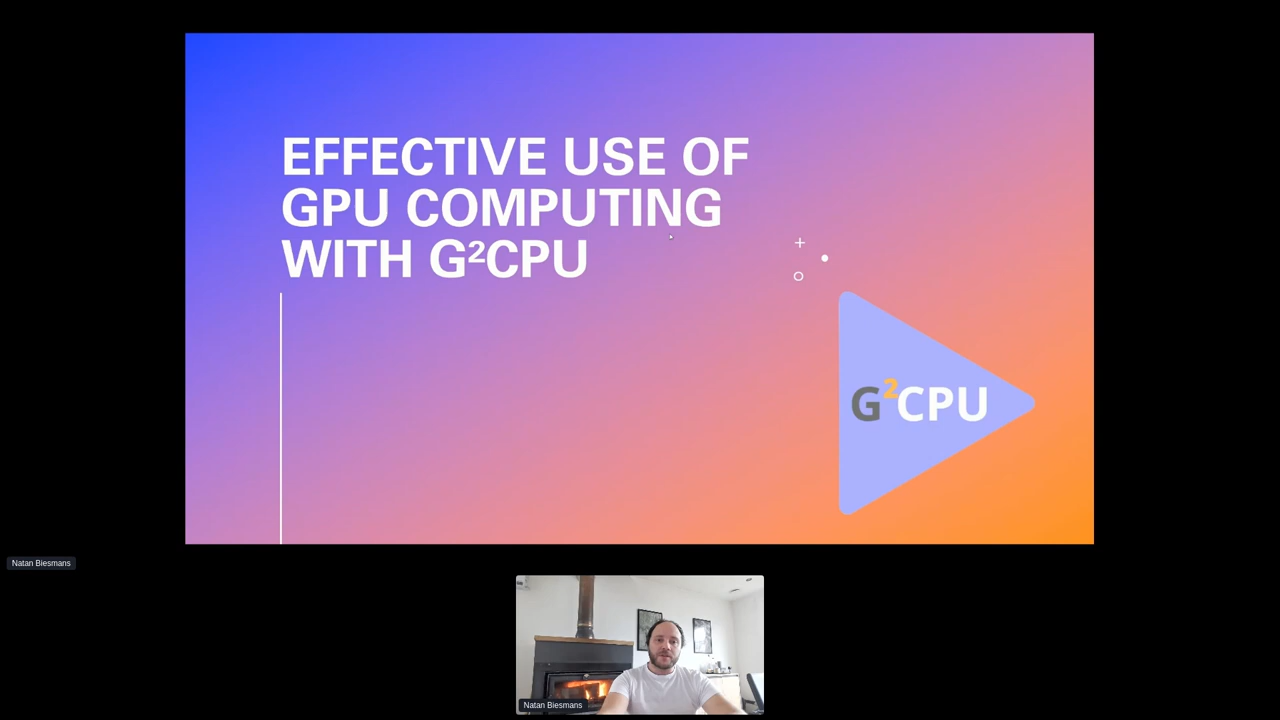 EFFECTIVE USE OF
GPU COMPUTING
WITH G²CPU
G²CPU
Natan Biesmans
Natan Biesmans